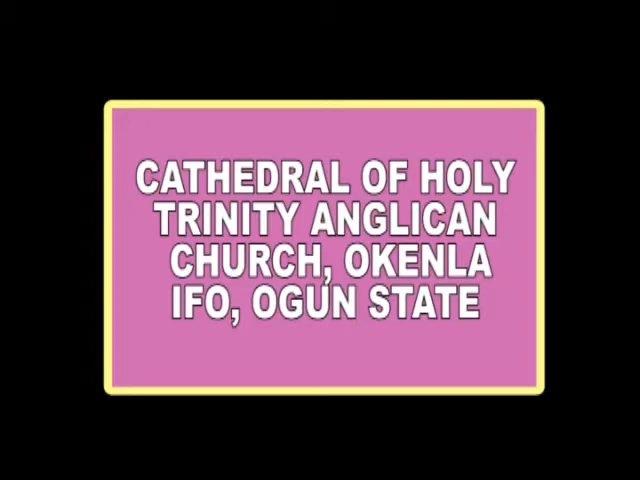 CATHEDRAL OF HOLY
TRINITY ANGLICAN
CHURCH, OKENLA
IFO, OGUN STATE